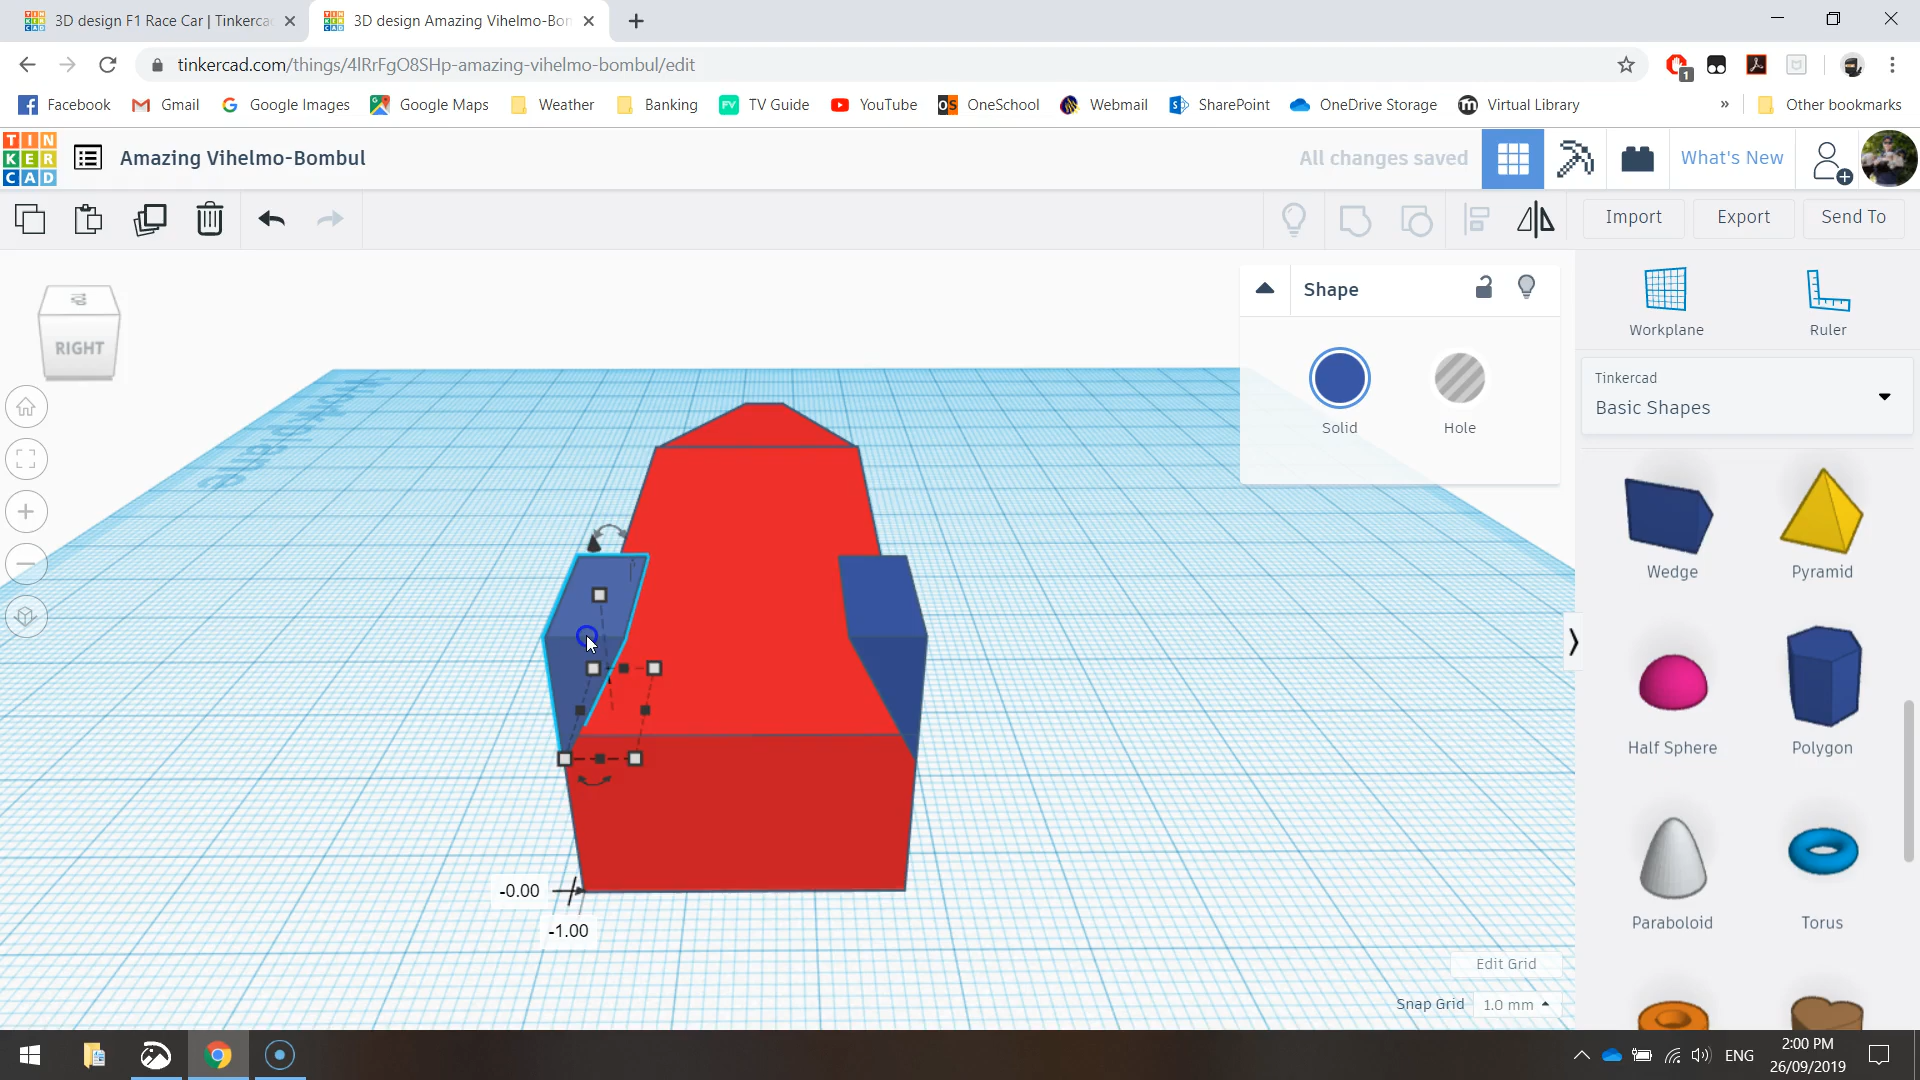 3D design F1 Race Car | Tinkerca
3D design Amazing Vihelmo-Bon
tinkercad.com/things/4lRrFgO8SHp-amazing-vihelmo-bombul/edit
1
Facebook
Gmail
Google Images
Google Maps
Weather
Banking
TV Guide
YouTube
OneSchool
Webmail
SharePoint
OneDrive Storage
Virtual Library
»
Other bookmarks
TIN
KER
CAD
Amazing Vihelmo-Bombul
All changes saved
What's New
Import
Export
Send To
RIGHT
Shape
Solid
Hole
Workplane
Ruler
Tinkercad
Basic Shapes
Workplane
Wedge
Pyramid
Half Sphere
Polygon
Paraboloid
Torus
-0.00
-1.00
Edit Grid
Snap Grid
1.0 mm
ENG
2:00 PM
26/09/2019